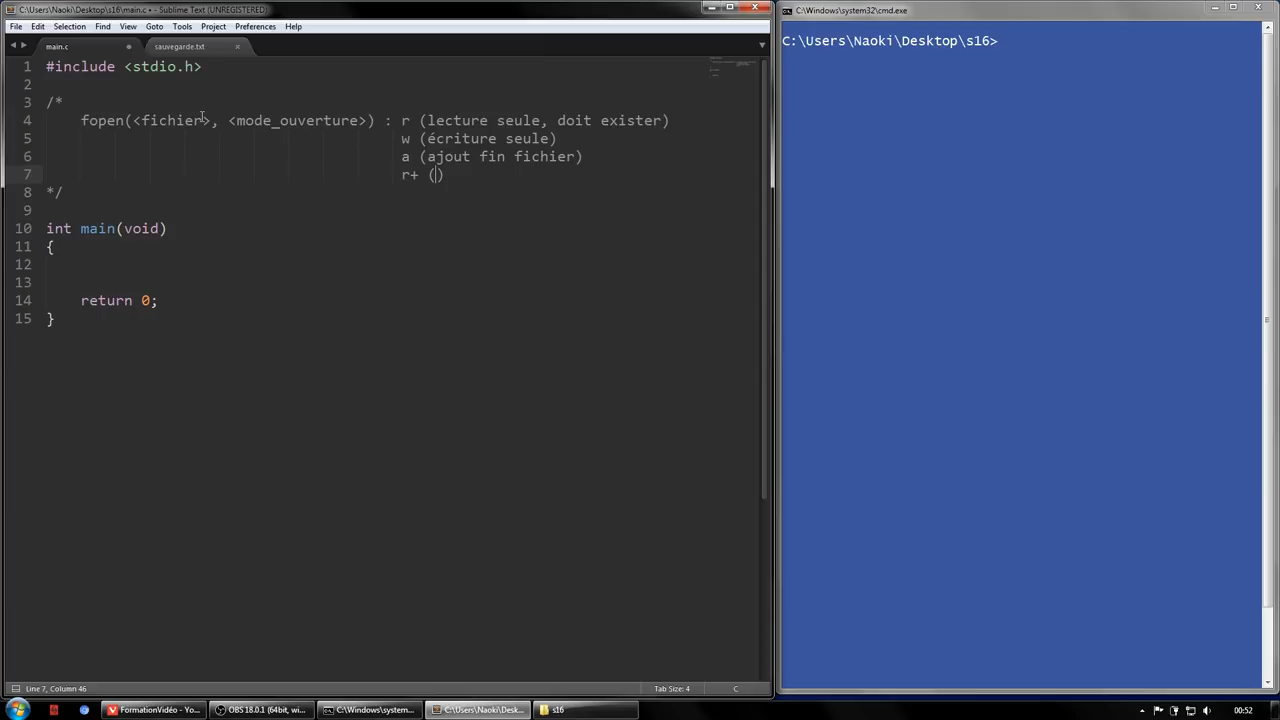 C:\Users\Naoki\Desktop\s16\main.c • - Sublime Text (UNREGISTERED)
File Edit Selection Find View Goto Tools Project Preferences Help
main.c
sauvegarde.txt
1 #include <stdio.h>
2
3 /*
4 fopen(<fichier>, <mode_ouverture>) : r (lecture seule, doit exister)
5 w (écriture seule)
6 a (ajout fin fichier)
7 r+ ()
8 */
9
10 int main(void)
11 {
12
13
14 return 0;
15 }
Line 7, Column 46
Tab Size: 4
C
C:\Windows\system32\cmd.exe
C:\Users\Naoki\Desktop\s16>
FormationVidéo - Yo...
OBS 18.0.1 (64bit, wi...
C:\Windows\system...
C:\Users\Naoki\Desk...
s16
00:52